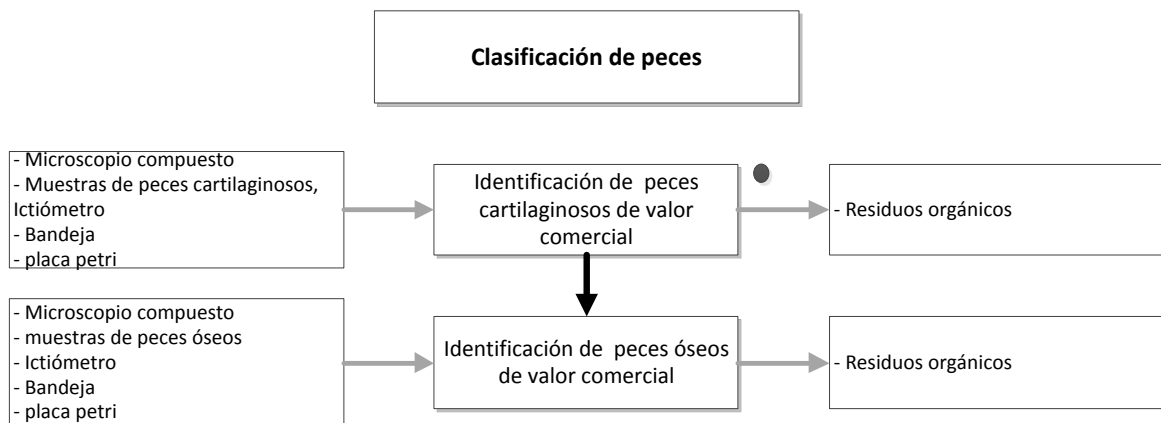 Clasificación de peces
- Microscopio compuesto
- Muestras de peces cartilaginosos,
Ictiómetro
- Bandeja
- placa petri
Identificación de peces
cartilaginosos de valor
comercial
- Residuos orgánicos
- Microscopio compuesto
- muestras de peces óseos
- Ictiómetro
- Bandeja
- placa petri
Identificación de peces óseos
de valor comercial
- Residuos orgánicos